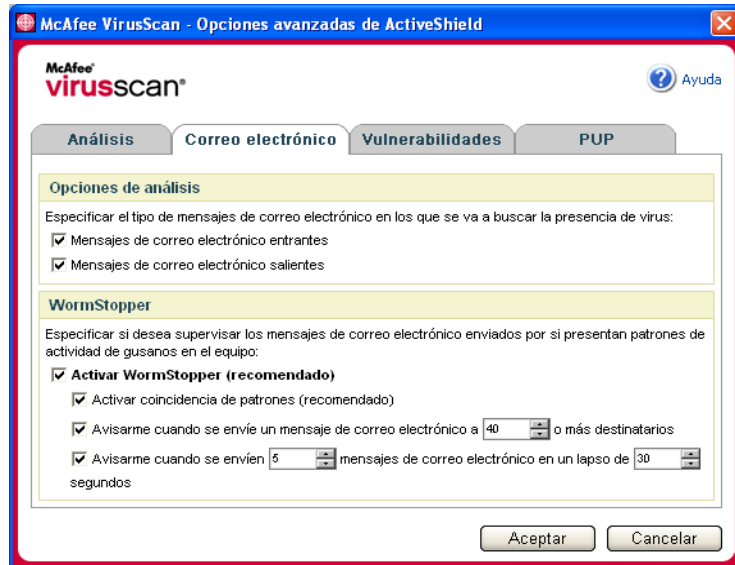 McAfee VirusScan - Opciones avanzadas de ActiveShield
McAfee®
virusscan®
Ayuda
Análisis
Correo electrónico
Vulnerabilidades
PUP
Opciones de análisis
Especificar el tipo de mensajes de correo electrónico en los que se va a buscar la presencia de virus:
Mensajes de correo electrónico entrantes
Mensajes de correo electrónico salientes
WormStopper
Especificar si desea supervisar los mensajes de correo electrónico enviados por si presentan patrones de
actividad de gusanos en el equipo:
Activar WormStopper (recomendado)
Activar coincidencia de patrones (recomendado)
Avisarme cuando se envíe un mensaje de correo electrónico a 40 o más destinatarios
Avisarme cuando se envíen 5 mensajes de correo electrónico en un lapso de 30
segundos
Aceptar
Cancelar